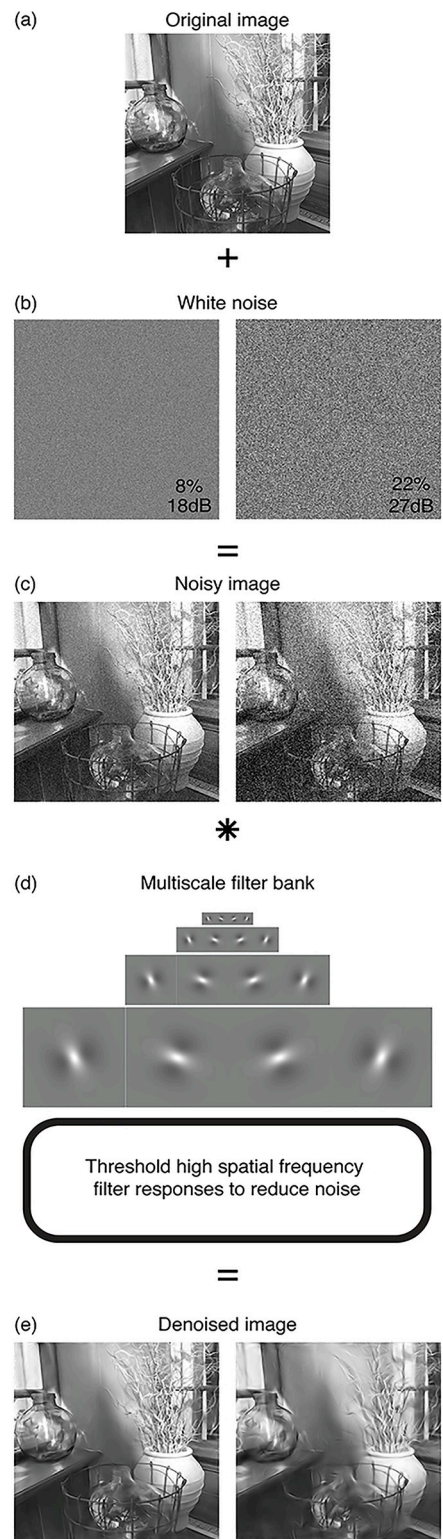 (a) Original image
+
(b) White noise
8%
18dB
22%
27dB
=
(c) Noisy image
*
(d) Multiscale filter bank
Threshold high spatial frequency
filter responses to reduce noise
=
(e) Denoised image